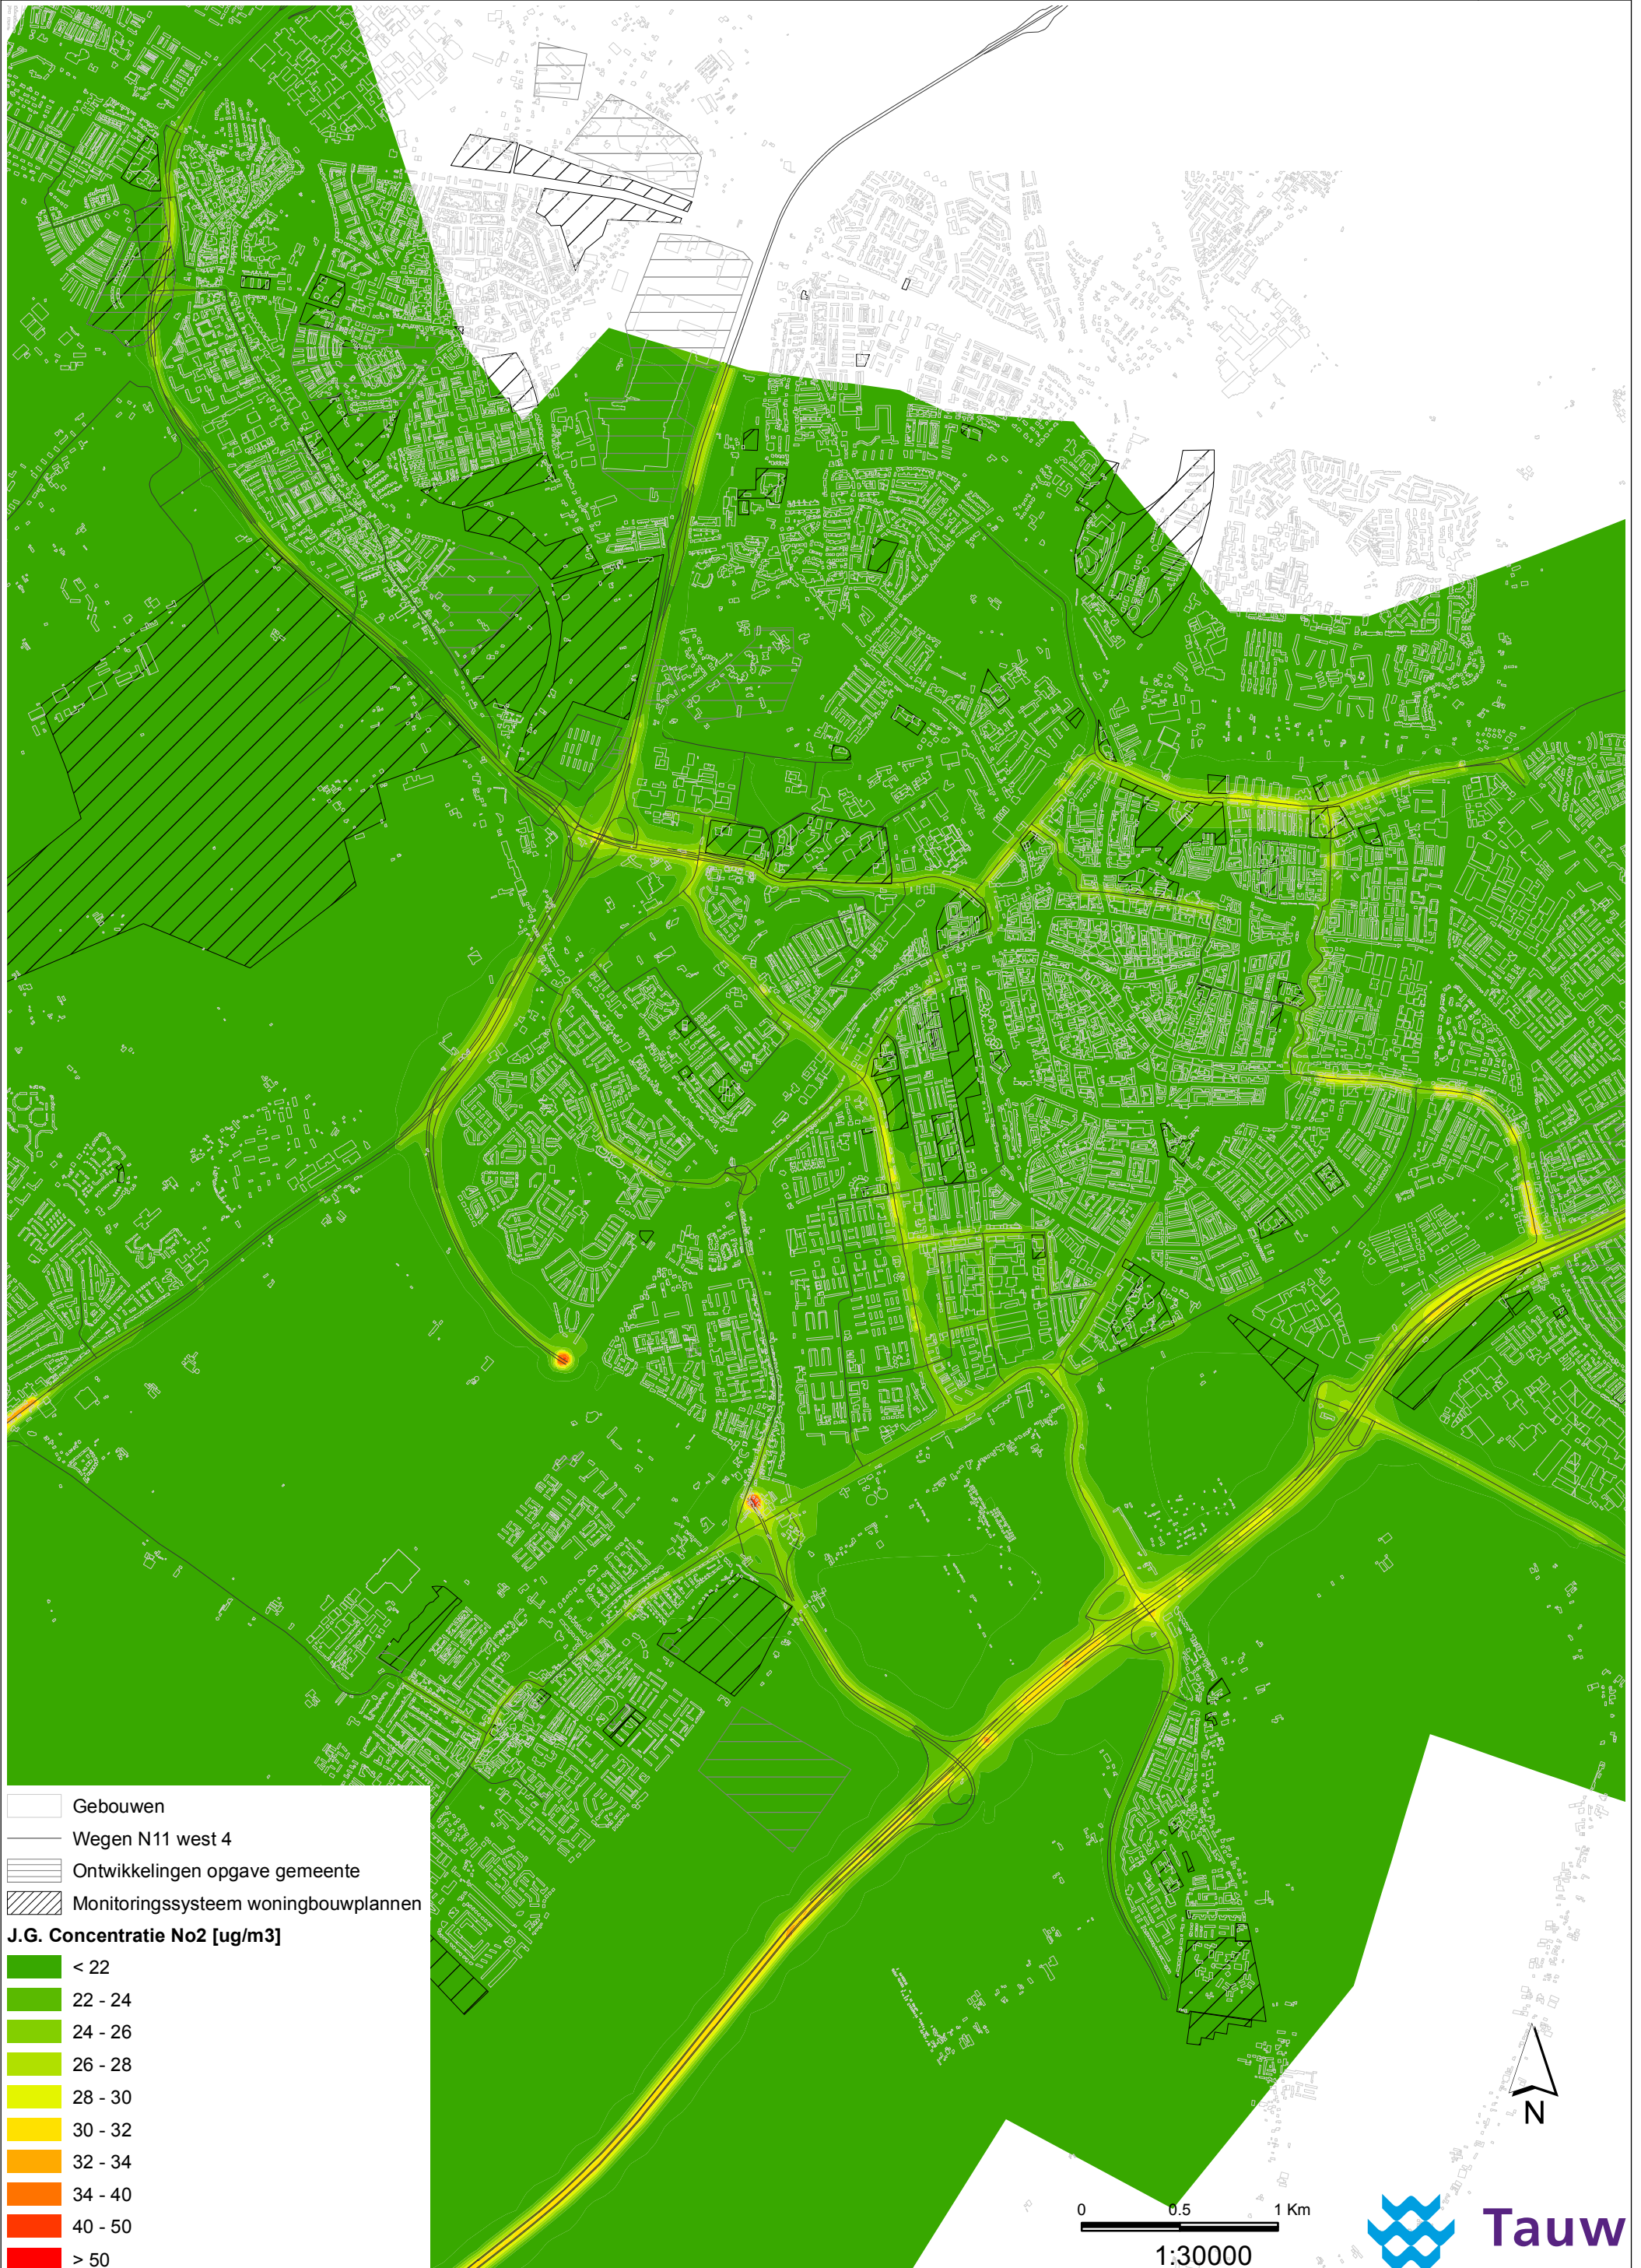 Gebouwen
Wegen N11 west 4
Ontwikkelingen opgave gemeente
Monitoringssysteem woningbouwplannen
J.G. Concentratie No2 [ug/m3]
< 22
22 - 24
24 - 26
26 - 28
28 - 30
30 - 32
32 - 34
34 - 40
40 - 50
> 50
N
0 0.5 1 Km
1:30000
Tauw